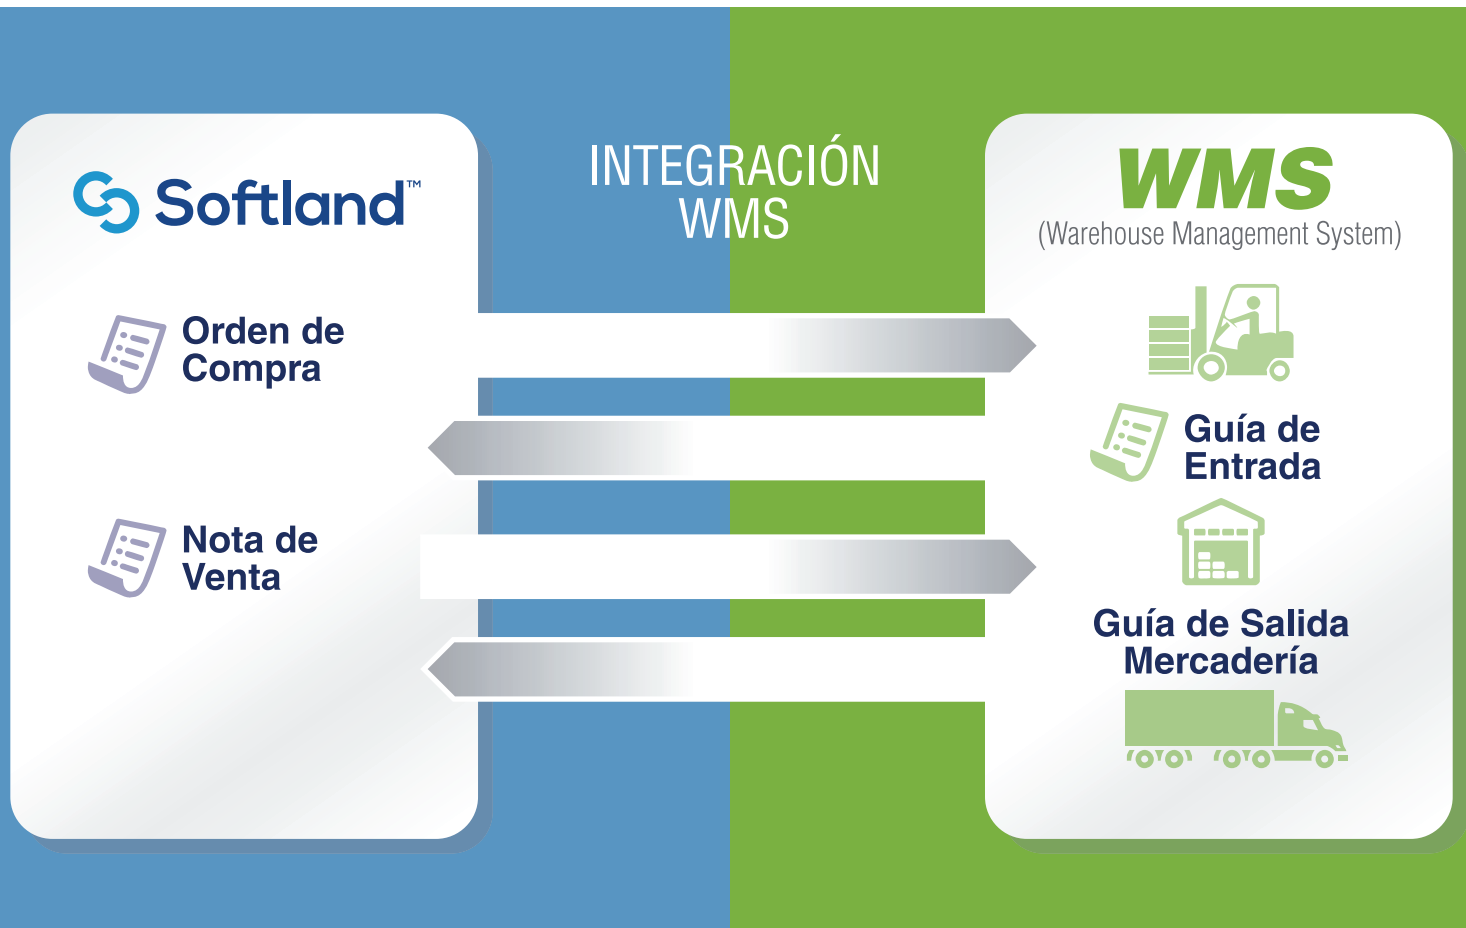 Softland™
Orden de
Compra
Nota de
Venta
INTEGRACIÓN
WMS
WMS
(Warehouse Management System)
Guía de
Entrada
Guía de Salida
Mercadería